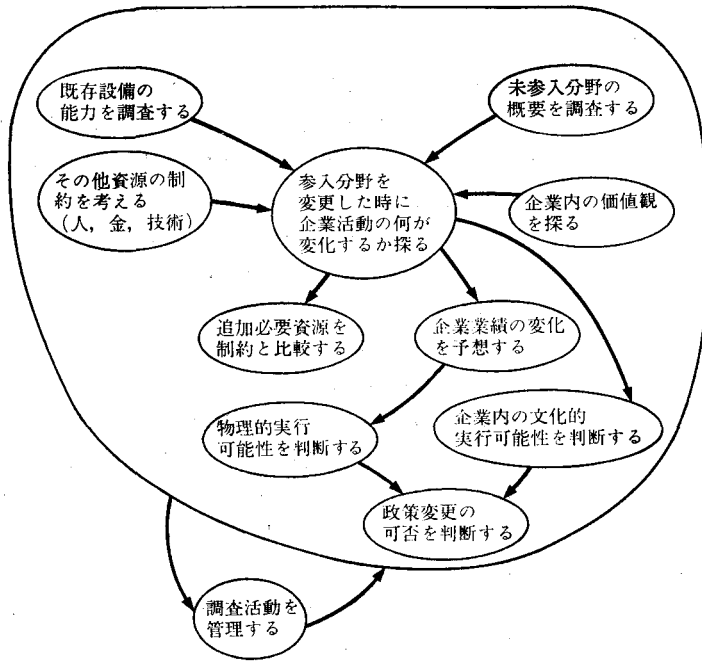 既存設備の
能力を調査する
未参入分野の
概要を調査する
その他資源の制
約を考える
(人，金，技術)
参入分野を
変更した時に
企業活動の何が
変化するか探る
企業内の価値観
を探る
追加必要資源を
制約と比較する
企業業績の変化
を予想する
物理的実行
可能性を判断する
企業内の文化的
実行可能性を判断する
政策変更の
可否を判断する
調査活動を
管理する